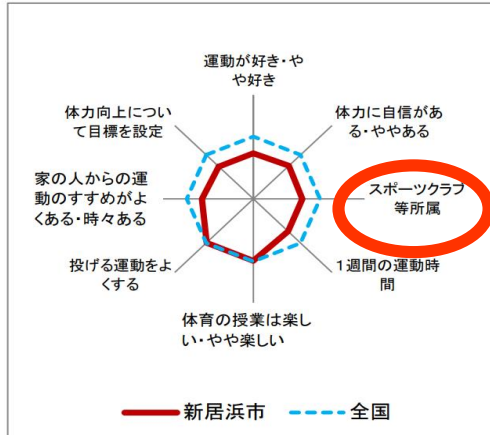 運動が好き・や
や好き
体力向上につい
て目標を設定
体力に自信があ
る・ややある
家の人からの運
動のすすめがよ
くある・時々ある
スポーツクラブ
等所属
投げる運動をよ
くする
１週間の運動時
間
体育の授業は楽し
い・やや楽しい
新居浜市 全国